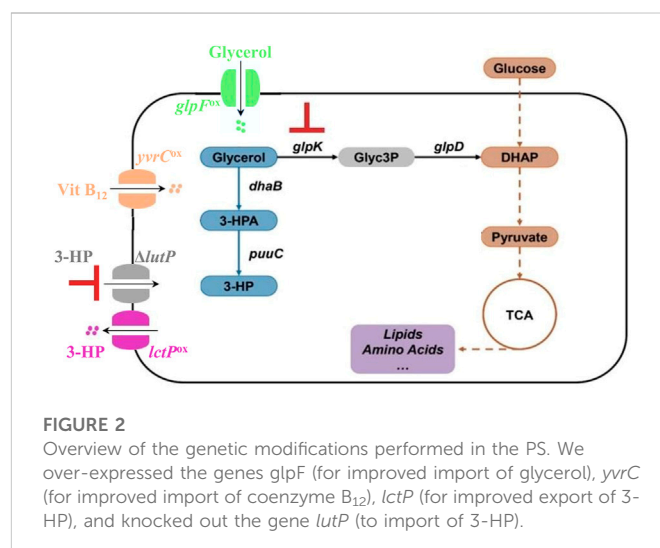 Glycerol
glpF^ox
Glucose
yvrC^ox
Vit B₁₂
Glycerol
glpK
Glyc3P
glpD
DHAP
dhaB
3-HPA
Pyruvate
3-HP
ΔlutP
puuC
3-HP
TCA
3-HP
lctP^ox
Lipids
Amino Acids
...
FIGURE 2
Overview of the genetic modifications performed in the PS. We
over-expressed the genes glpF (for improved import of glycerol), yvrC
(for improved import of coenzyme B₁₂), lctP (for improved export of 3-
HP), and knocked out the gene lutP (to import of 3-HP).